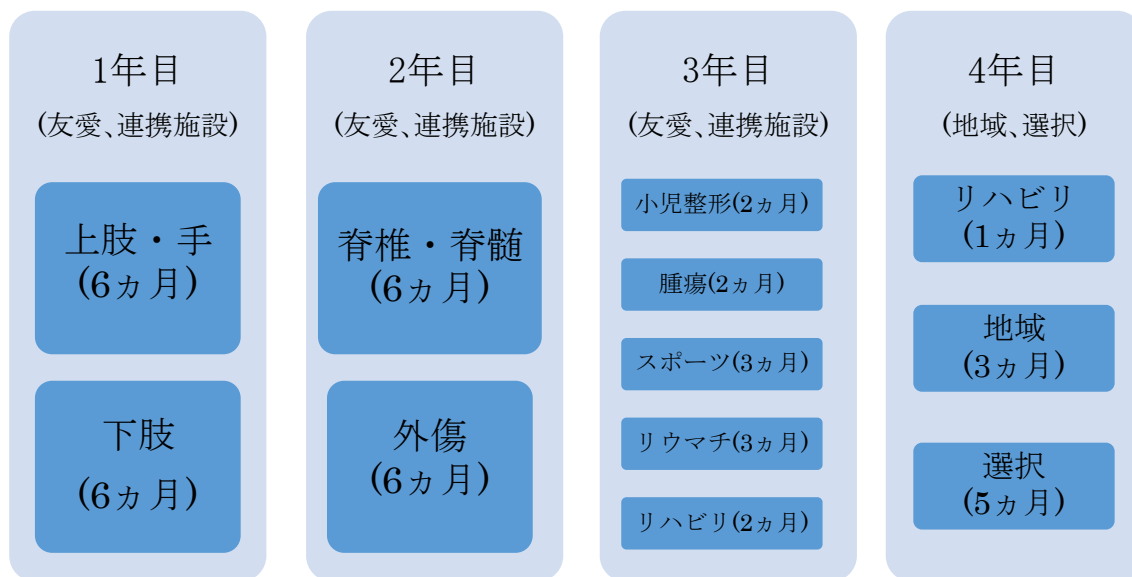 1年目
(友愛、連携施設)
上肢・手
(6ヵ月)
下肢
(6ヵ月)
2年目
(友愛、連携施設)
脊椎・脊髄
(6ヵ月)
外傷
(6ヵ月)
3年目
(友愛、連携施設)
小児整形(2ヵ月)
腫瘍(2ヵ月)
スポーツ(3ヵ月)
リウマチ(3ヵ月)
リハビリ(2ヵ月)
4年目
(地域、選択)
リハビリ
(1ヵ月)
地域
(3ヵ月)
選択
(5ヵ月)